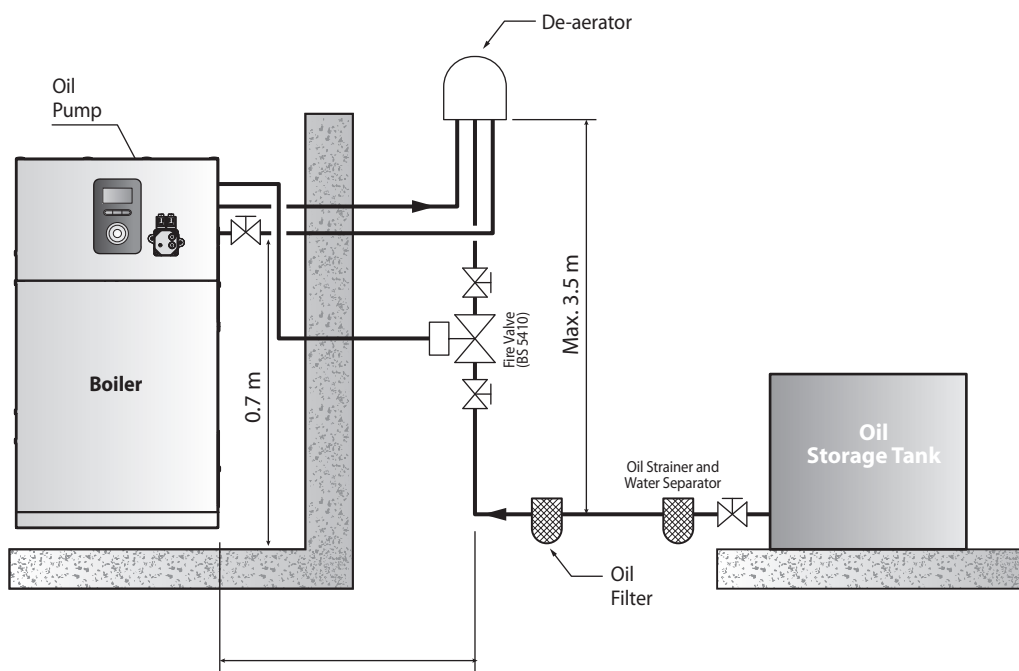 De-aerator
Oil
Pump
Max. 3.5 m
Fire Valve
(BS 5410)
Boiler
0.7 m
Oil
Storage Tank
Oil Strainer and
Water Separator
Oil
Filter